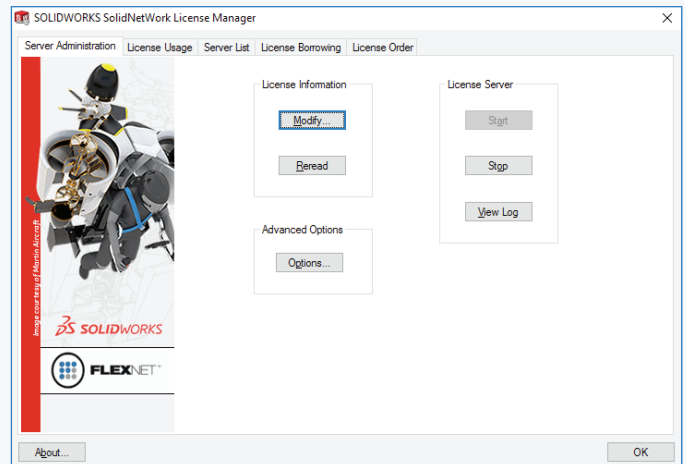 SOLIDWORKS SolidNetWork License Manager
Server Administration License Usage Server List License Borrowing License Order
License Information
Modify...
Reread
License Server
Start
Stop
View Log
Advanced Options
Options...
Image courtesy of Martin Aircraft
SOLIDWORKS
FLEXNET
About...
OK